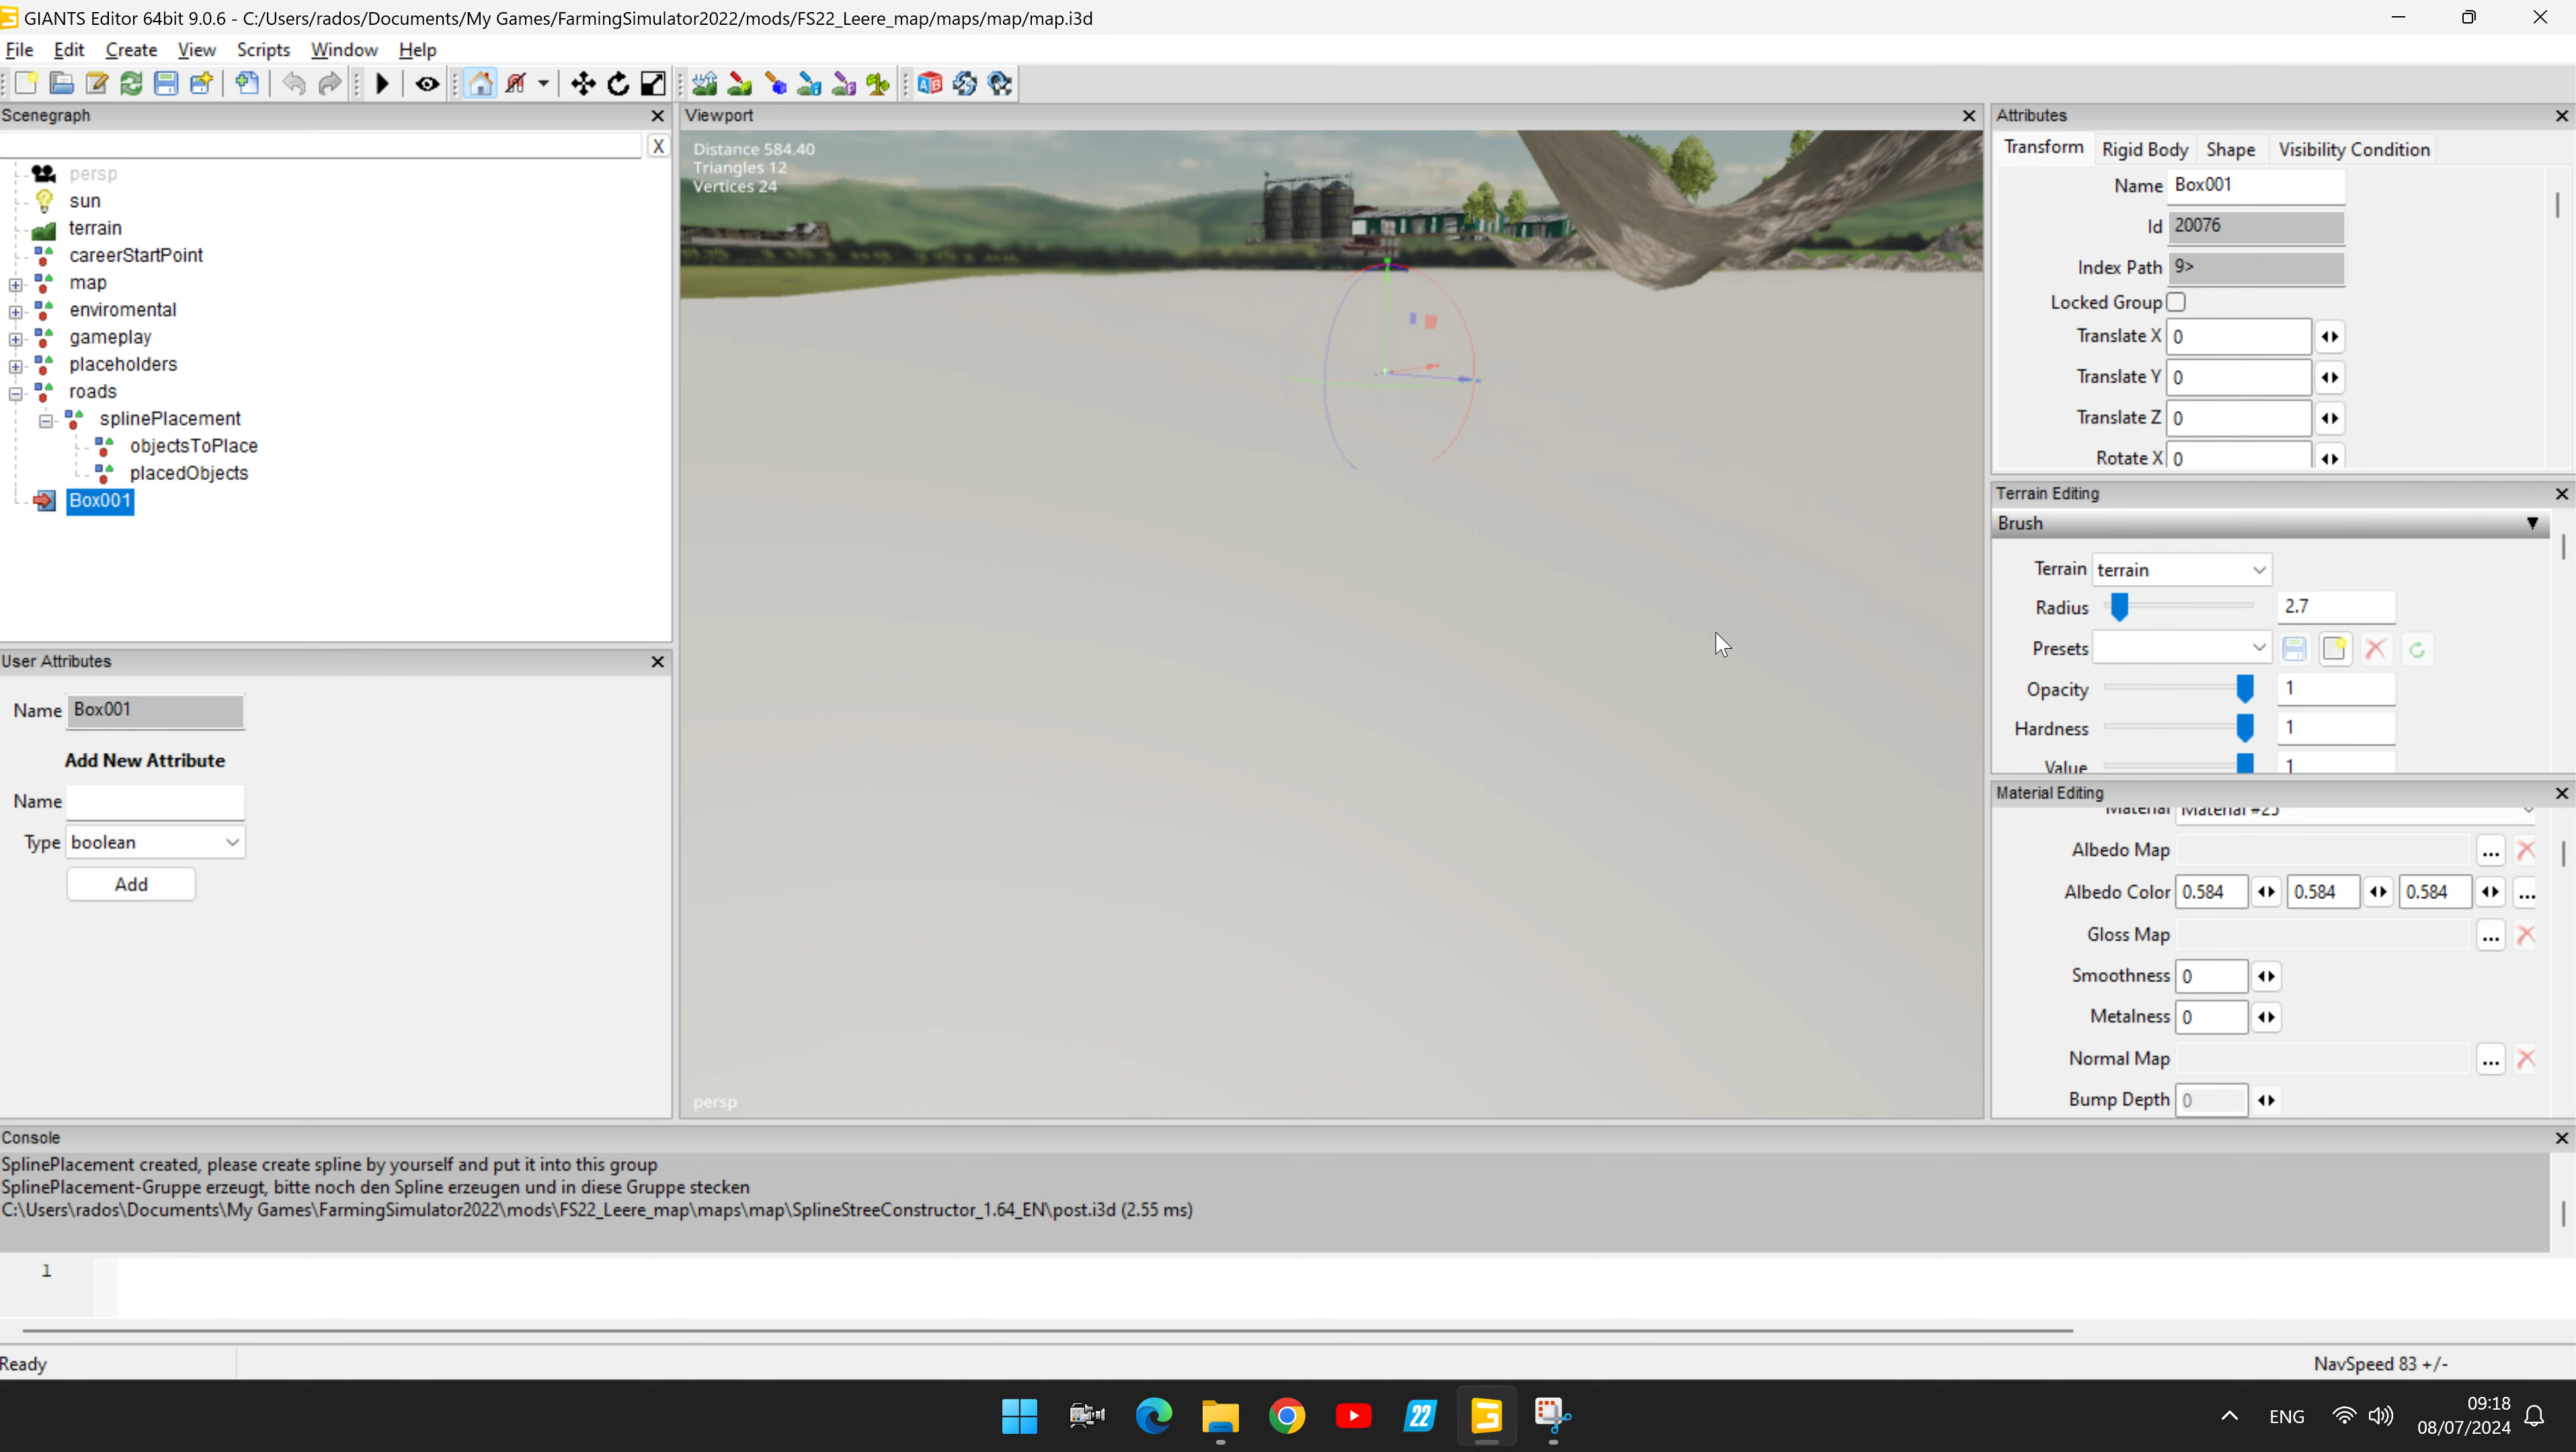 GIANTS Editor 64bit 9.0.6 - C:/Users/rados/Documents/My Games/FarmingSimulator2022/mods/FS22_Leere_map/maps/map/map.i3d
File Edit Create View Scripts Window Help
Scenegraph
X
persp
sun
terrain
careerStartPoint
map
enviromental
gameplay
placeholders
roads
splinePlacement
objectsToPlace
placedObjects
Box001
User Attributes
Name Box001
Add New Attribute
Name
Type boolean
Add
Viewport
Distance 584.40
Triangles 12
Vertices 24
persp
Attributes
Transform Rigid Body Shape Visibility Condition
Name Box001
Id 20076
Index Path 9>
Locked Group
Translate X 0
Translate Y 0
Translate Z 0
Rotate X 0
Terrain Editing
Brush
Terrain terrain
Radius 2.7
Presets
Opacity 1
Hardness 1
Value 1
Material Editing
Material Material #25
Albedo Map ...
Albedo Color 0.584 0.584 0.584 ...
Gloss Map ...
Smoothness 0
Metalness 0
Normal Map ...
Bump Depth 0
Console
SplinePlacement created, please create spline by yourself and put it into this group
SplinePlacement-Gruppe erzeugt, bitte noch den Spline erzeugen und in diese Gruppe stecken
C:\Users\rados\Documents\My Games\FarmingSimulator2022\mods\FS22_Leere_map\maps\map\SplineStreeConstructor_1.64_EN\post.i3d (2.55 ms)
1
Ready
NavSpeed 83 +/-
22
ENG
09:18
08/07/2024